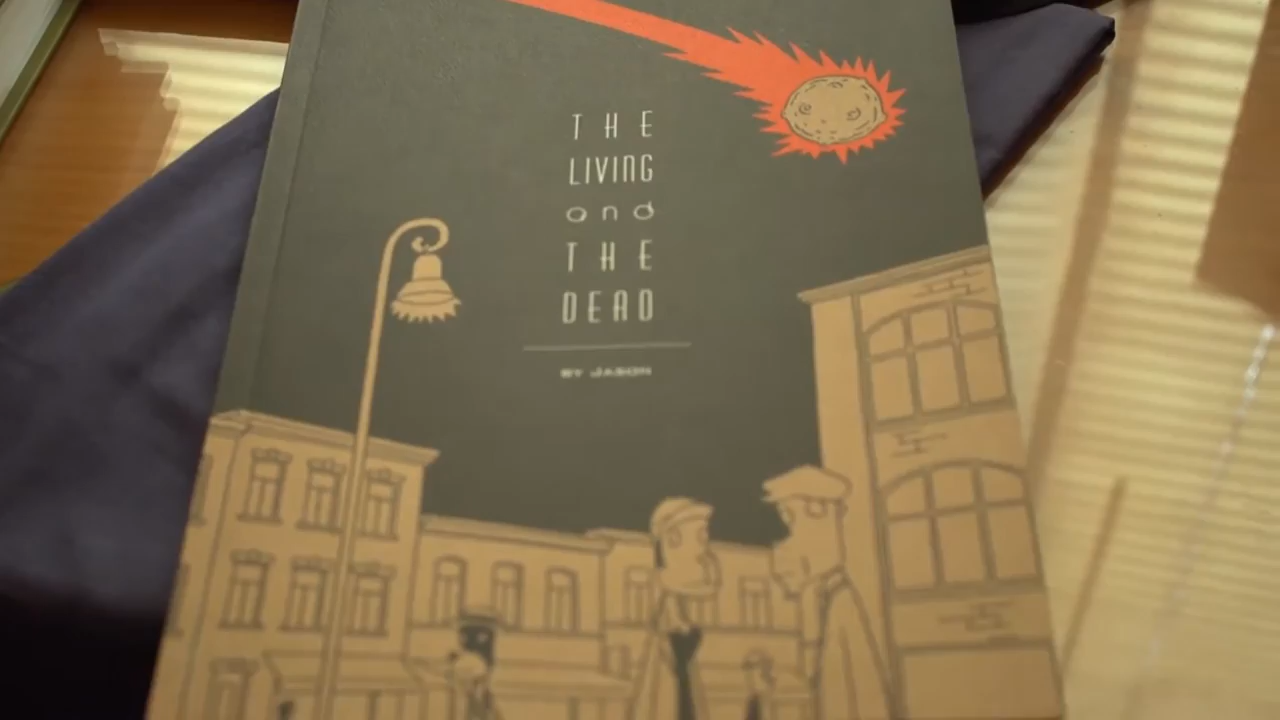 THE
LIVING
and
THE
DEAD
BY JASON